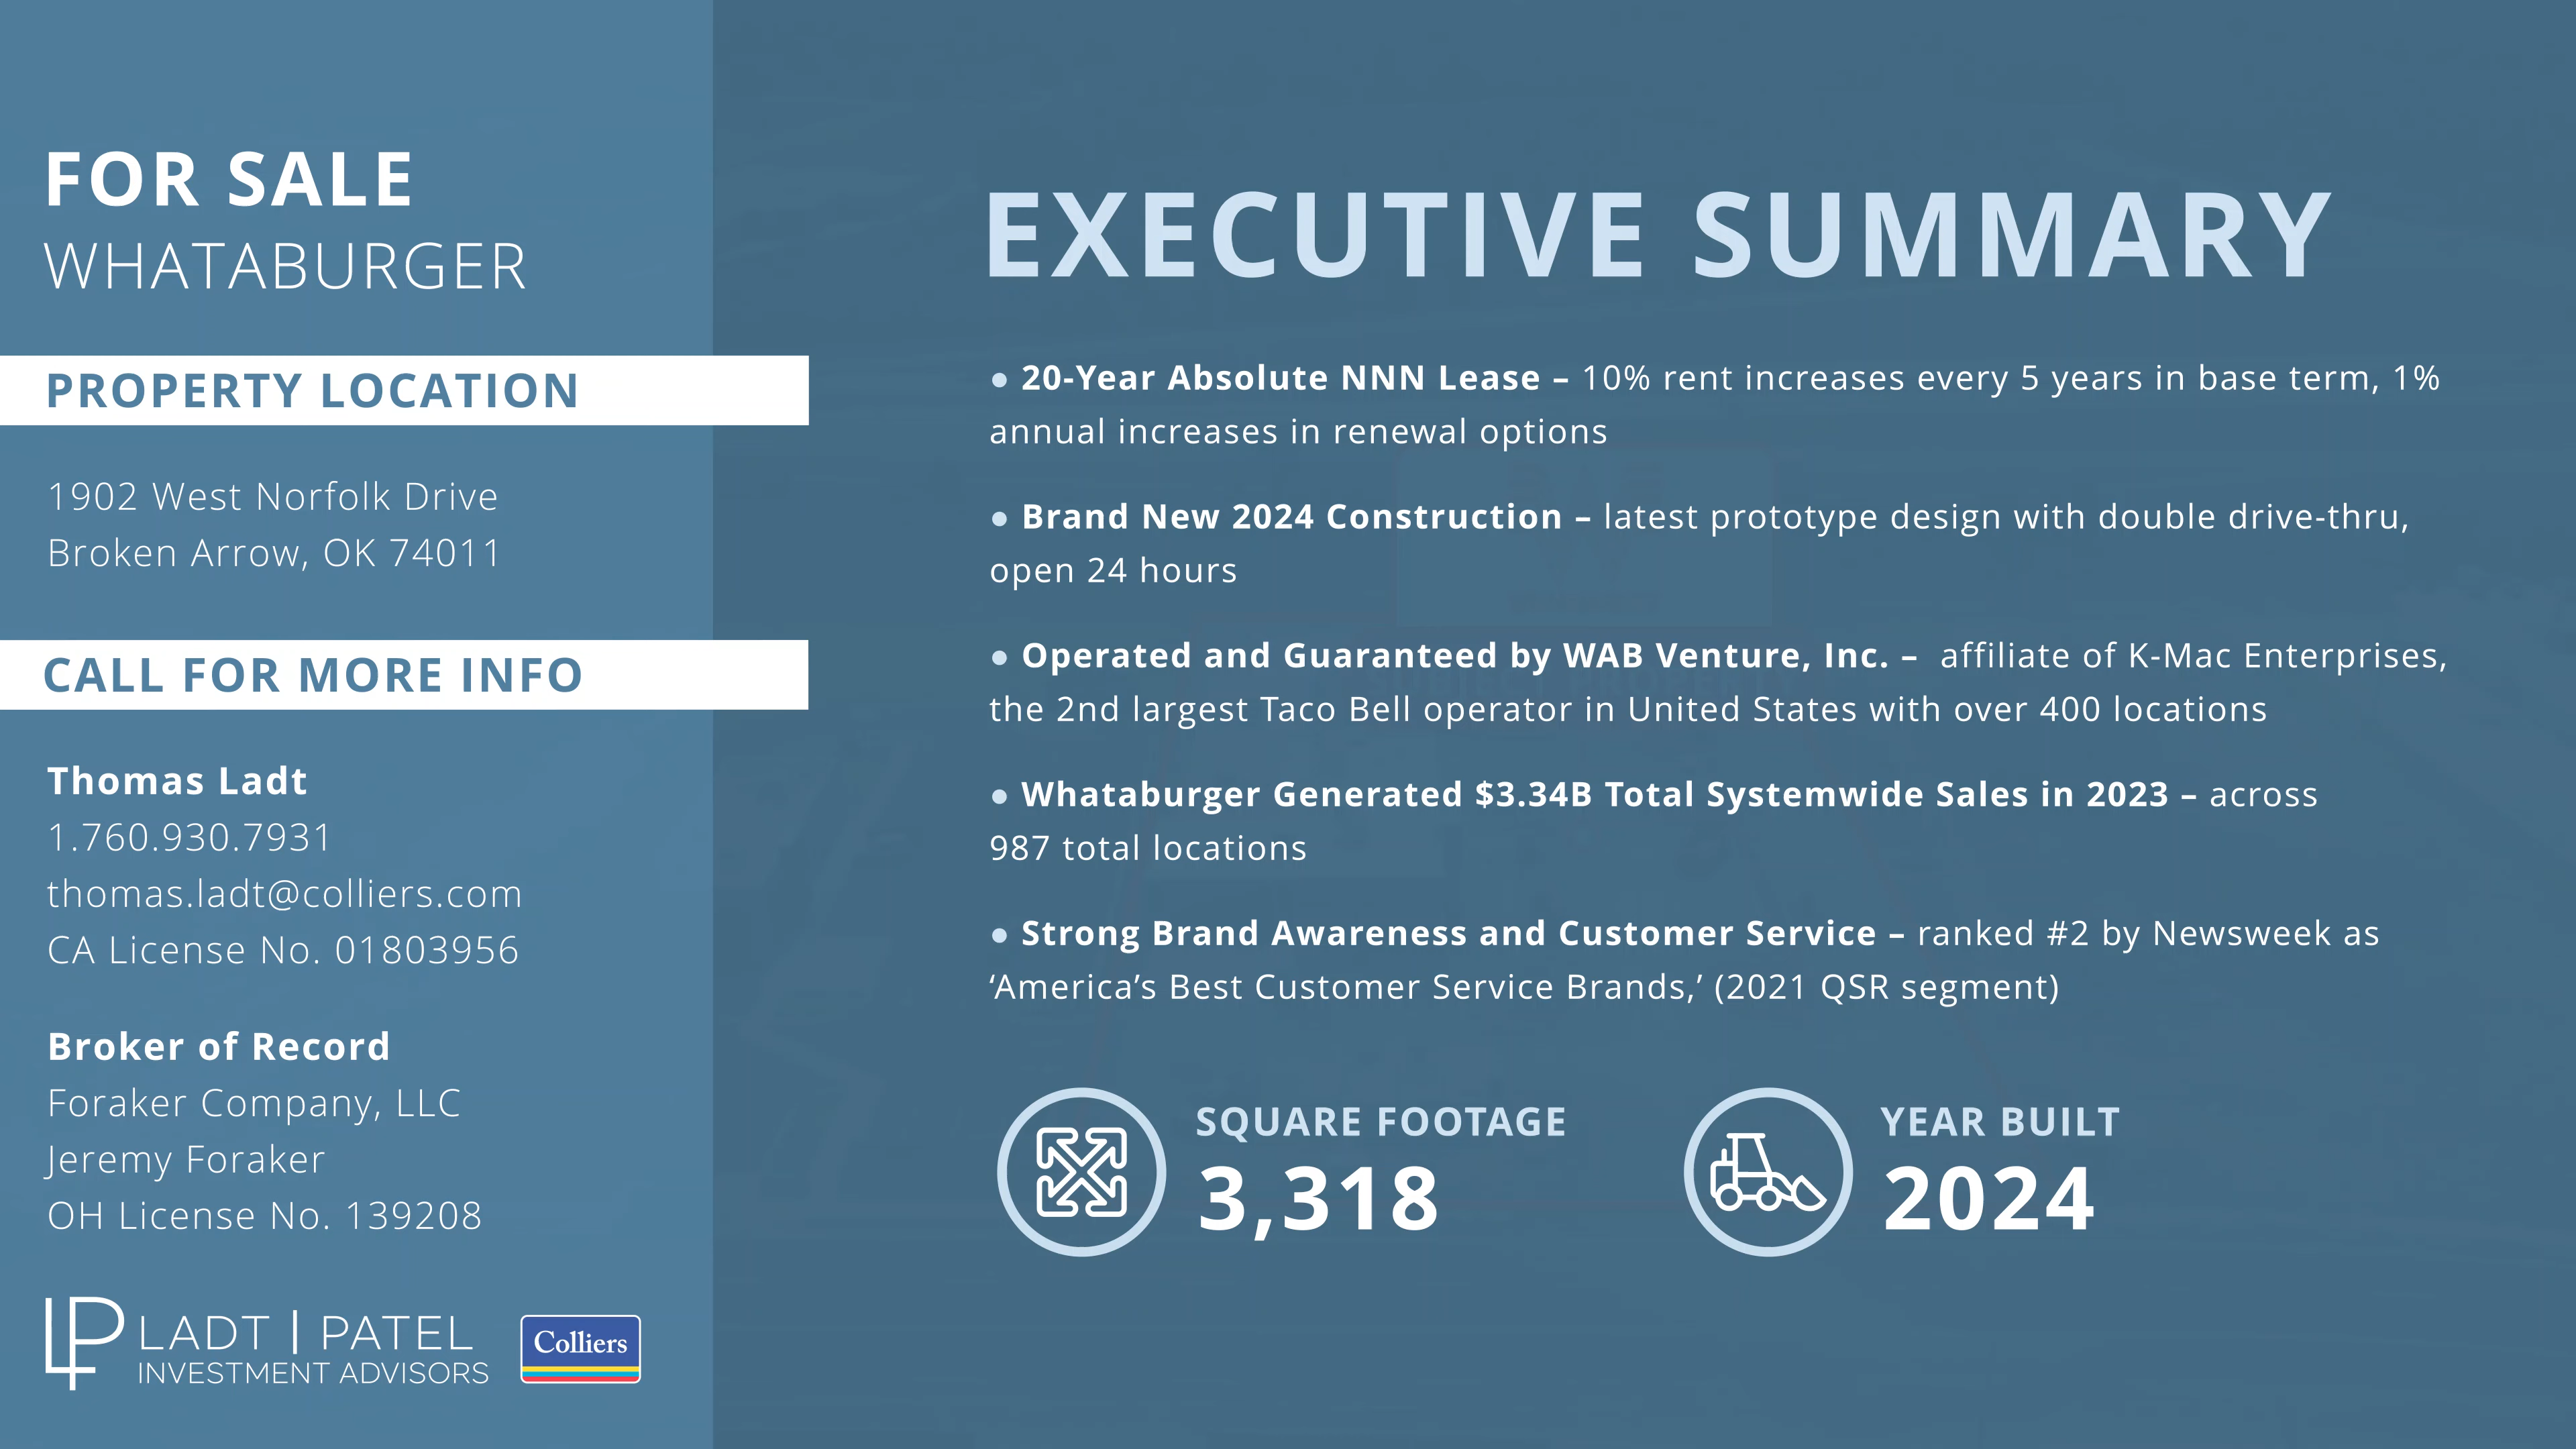 FOR SALE
WHATABURGER
PROPERTY LOCATION
1902 West Norfolk Drive
Broken Arrow, OK 74011
CALL FOR MORE INFO
Thomas Ladt
1.760.930.7931
thomas.ladt@colliers.com
CA License No. 01803956
Broker of Record
Foraker Company, LLC
Jeremy Foraker
OH License No. 139208
LP LADT | PATEL
INVESTMENT ADVISORS
Colliers
EXECUTIVE SUMMARY
● 20-Year Absolute NNN Lease – 10% rent increases every 5 years in base term, 1%
annual increases in renewal options
● Brand New 2024 Construction – latest prototype design with double drive-thru,
open 24 hours
● Operated and Guaranteed by WAB Venture, Inc. – affiliate of K-Mac Enterprises,
the 2nd largest Taco Bell operator in United States with over 400 locations
● Whataburger Generated $3.34B Total Systemwide Sales in 2023 – across
987 total locations
● Strong Brand Awareness and Customer Service – ranked #2 by Newsweek as
‘America’s Best Customer Service Brands,’ (2021 QSR segment)
SQUARE FOOTAGE
3,318
YEAR BUILT
2024